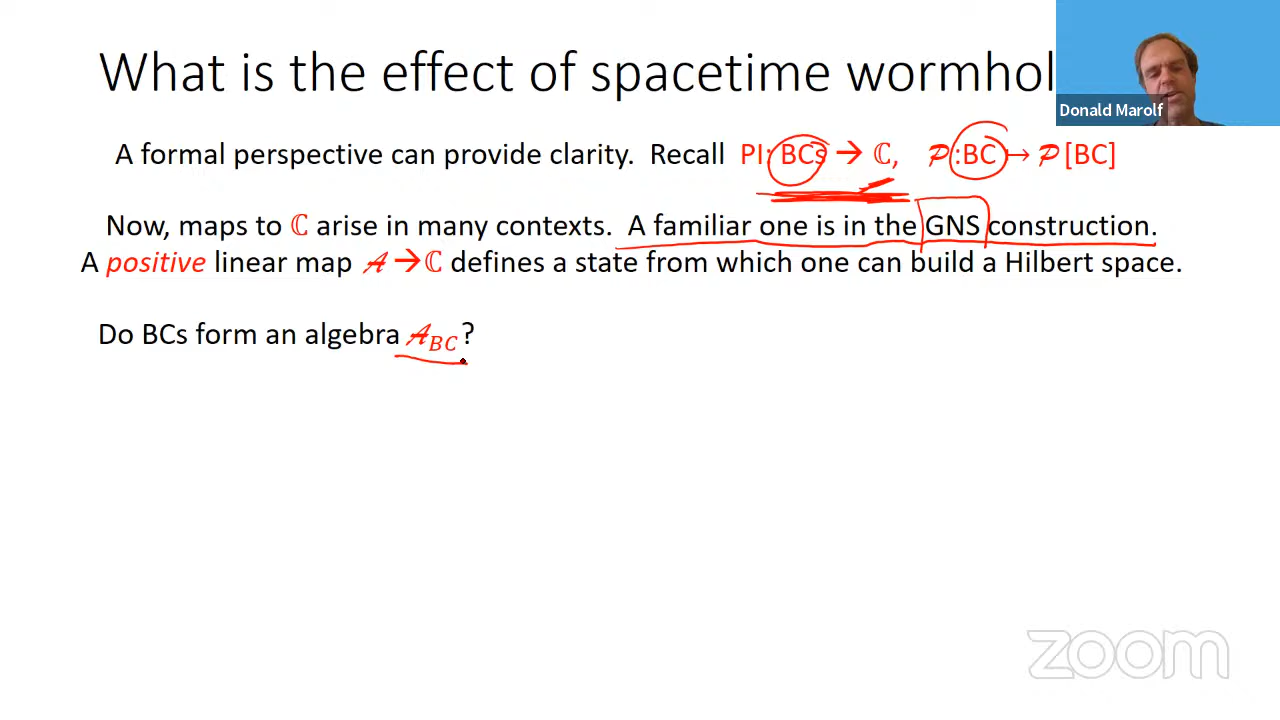 What is the effect of spacetime wormhol
Donald Marolf
A formal perspective can provide clarity. Recall PI: BCs → ℂ, 𝓟:BC ↦ 𝓟[BC]
Now, maps to ℂ arise in many contexts. A familiar one is in the GNS construction.
A positive linear map 𝓐 → ℂ defines a state from which one can build a Hilbert space.
Do BCs form an algebra 𝓐_BC?
zoom